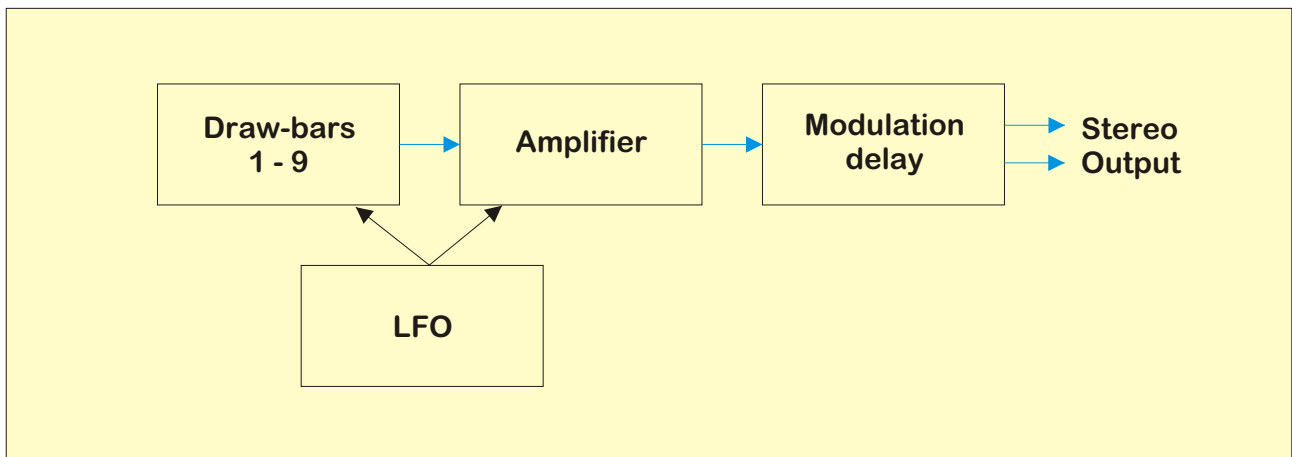 Draw-bars
1 - 9
Amplifier
Modulation
delay
Stereo
Output
LFO